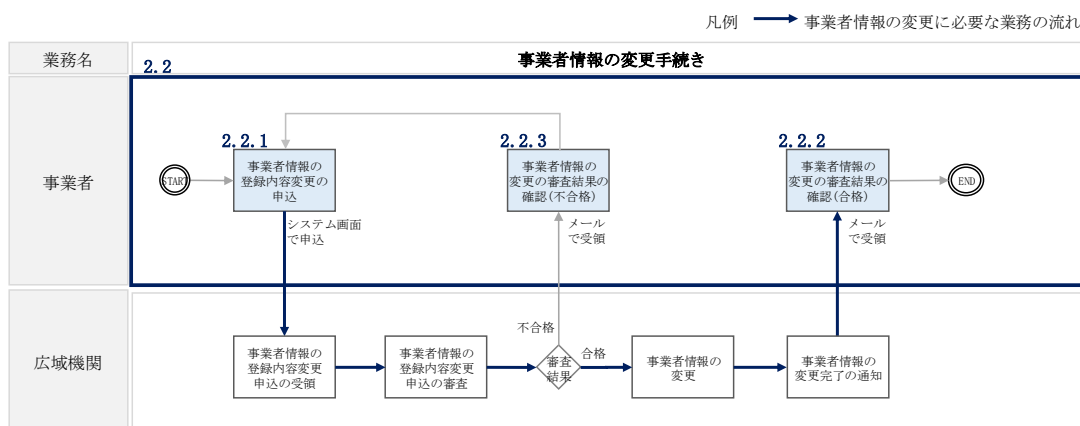 凡例
事業者情報の変更に必要な業務の流れ
業務名
事業者情報の変更手続き
2.2
事業者
START
2.2.1
事業者情報の
登録内容変更の
申込
システム画面
で申込
2.2.3
事業者情報の
変更の審査結果の
確認(不合格)
メール
で受領
2.2.2
事業者情報の
変更の審査結果の
確認(合格)
メール
で受領
END
広域機関
事業者情報の
登録内容変更
申込の受領
事業者情報の
登録内容変更
申込の審査
不合格
審査
結果
合格
事業者情報の
変更
事業者情報の
変更完了の通知